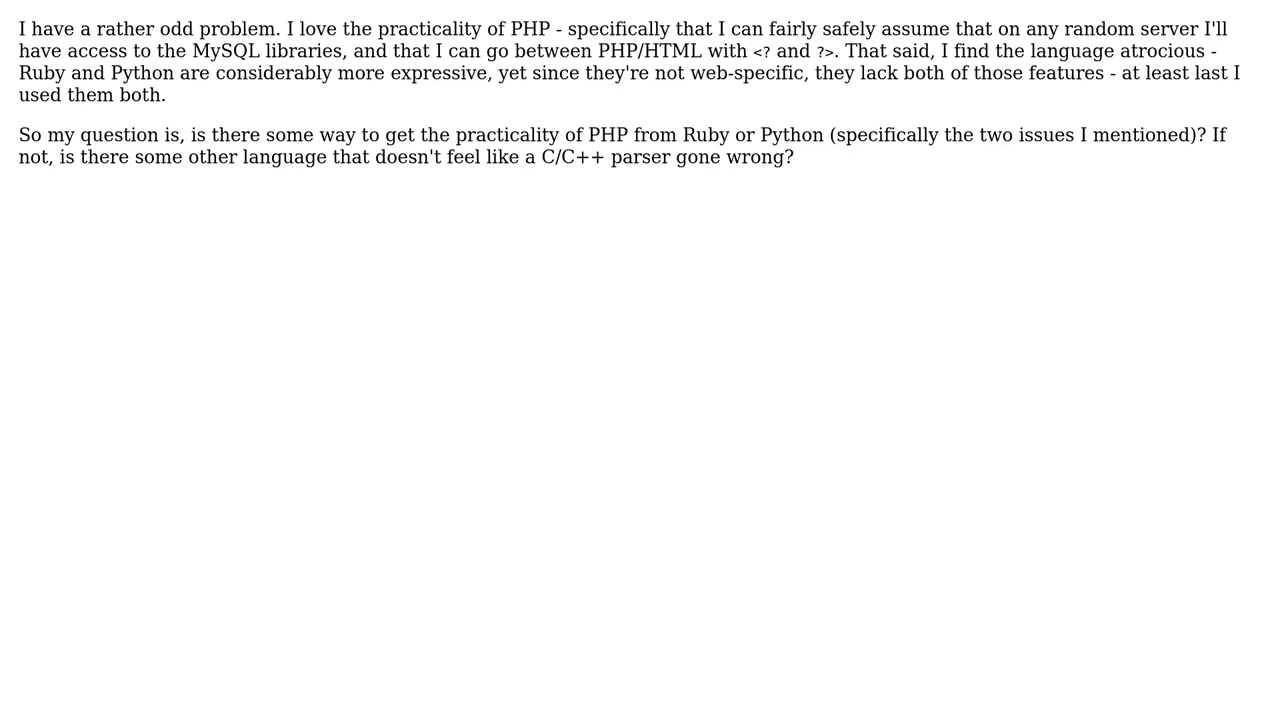 I have a rather odd problem. I love the practicality of PHP - specifically that I can fairly safely assume that on any random server I'll
have access to the MySQL libraries, and that I can go between PHP/HTML with <? and ?>. That said, I find the language atrocious -
Ruby and Python are considerably more expressive, yet since they're not web-specific, they lack both of those features - at least last I
used them both.
So my question is, is there some way to get the practicality of PHP from Ruby or Python (specifically the two issues I mentioned)? If
not, is there some other language that doesn't feel like a C/C++ parser gone wrong?